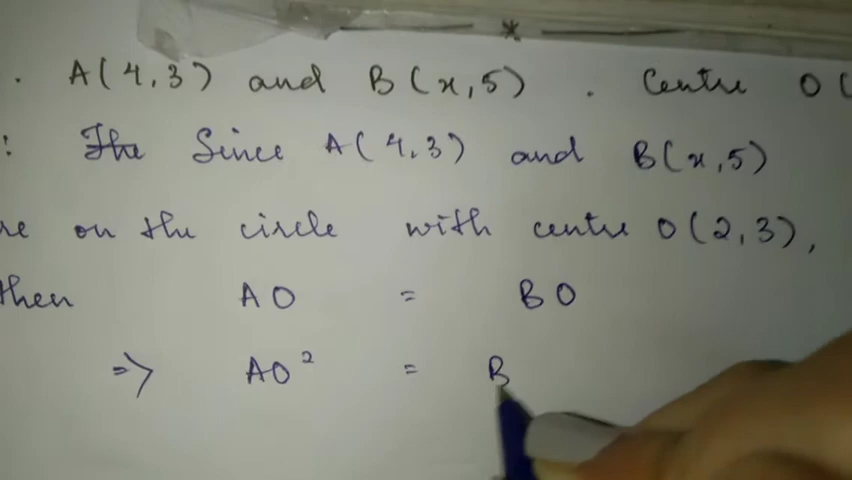 . A(4,3) and B(x,5) . Centre O(
: The Since A(4,3) and B(x,5)
re on the circle with centre O(2,3),
then AO = BO
=> AO² = B